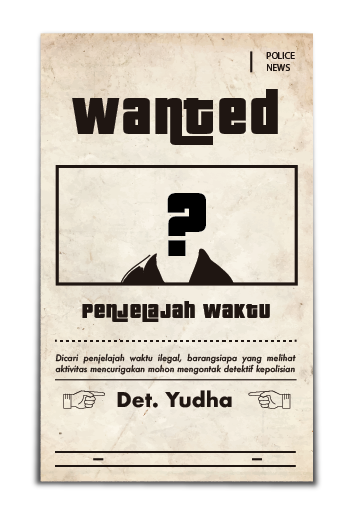 POLICE
NEWS
wanted
?
Penjelajah waktu
Dicari penjelajah waktu ilegal, barangsiapa yang melihat
aktivitas mencurigakan mohon mengontak detektif kepolisian
Det. Yudha